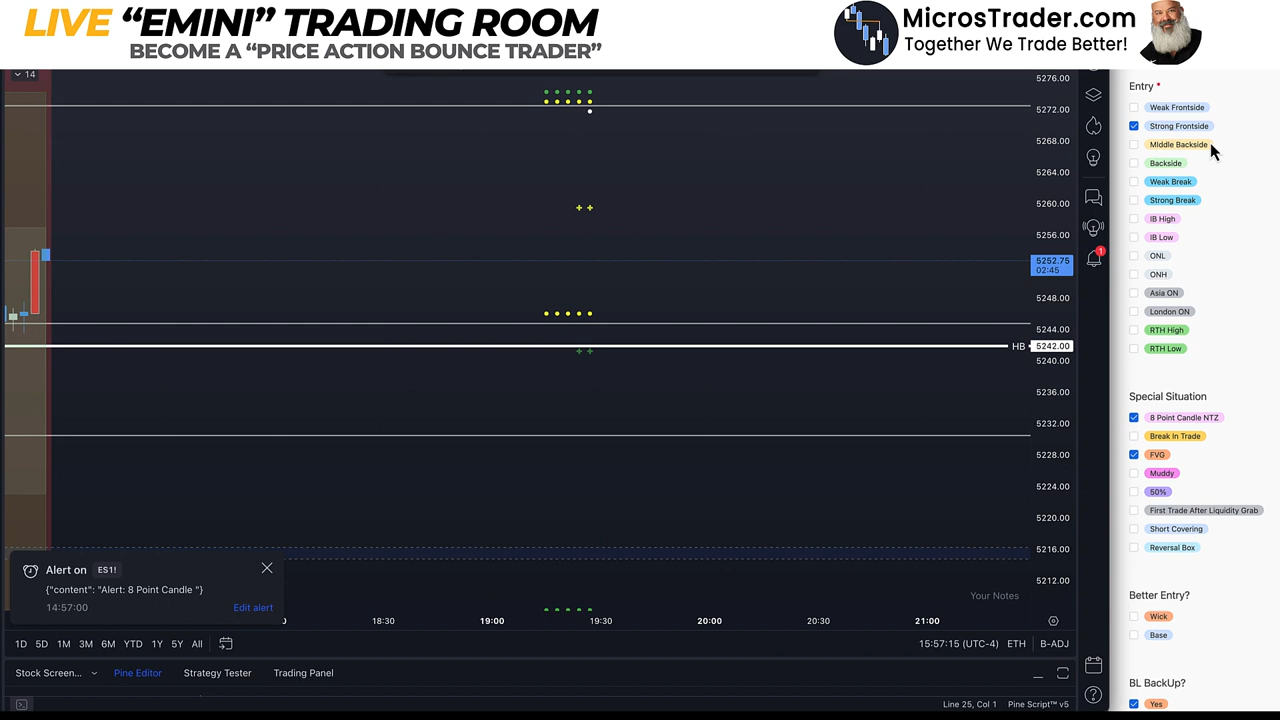 LIVE “EMINI” TRADING ROOM
BECOME A “PRICE ACTION BOUNCE TRADER”
MicrosTrader.com
Together We Trade Better!
14
5276.00
5272.00
5268.00
5264.00
5260.00
5256.00
5252.75
02:45
5248.00
5244.00
HB 5242.00
5240.00
5236.00
5232.00
5228.00
5224.00
5220.00
5216.00
5212.00
1
Alert on ES1!
{"content": "Alert: 8 Point Candle "}
14:57:00 Edit alert
Your Notes
0 18:30 19:00 19:30 20:00 20:30 21:00
1D 5D 1M 3M 6M YTD 1Y 5Y All 15:57:15 (UTC-4) ETH B-ADJ
Stock Screen... Pine Editor Strategy Tester Trading Panel
Line 25, Col 1 Pine Script™ v5
Entry *
Weak Frontside
Strong Frontside
MIddle Backside
Backside
Weak Break
Strong Break
IB High
IB Low
ONL
ONH
Asia ON
London ON
RTH High
RTH Low
Special Situation
8 Point Candle NTZ
Break In Trade
FVG
Muddy
50%
First Trade After Liquidity Grab
Short Covering
Reversal Box
Better Entry?
Wick
Base
BL BackUp?
Yes